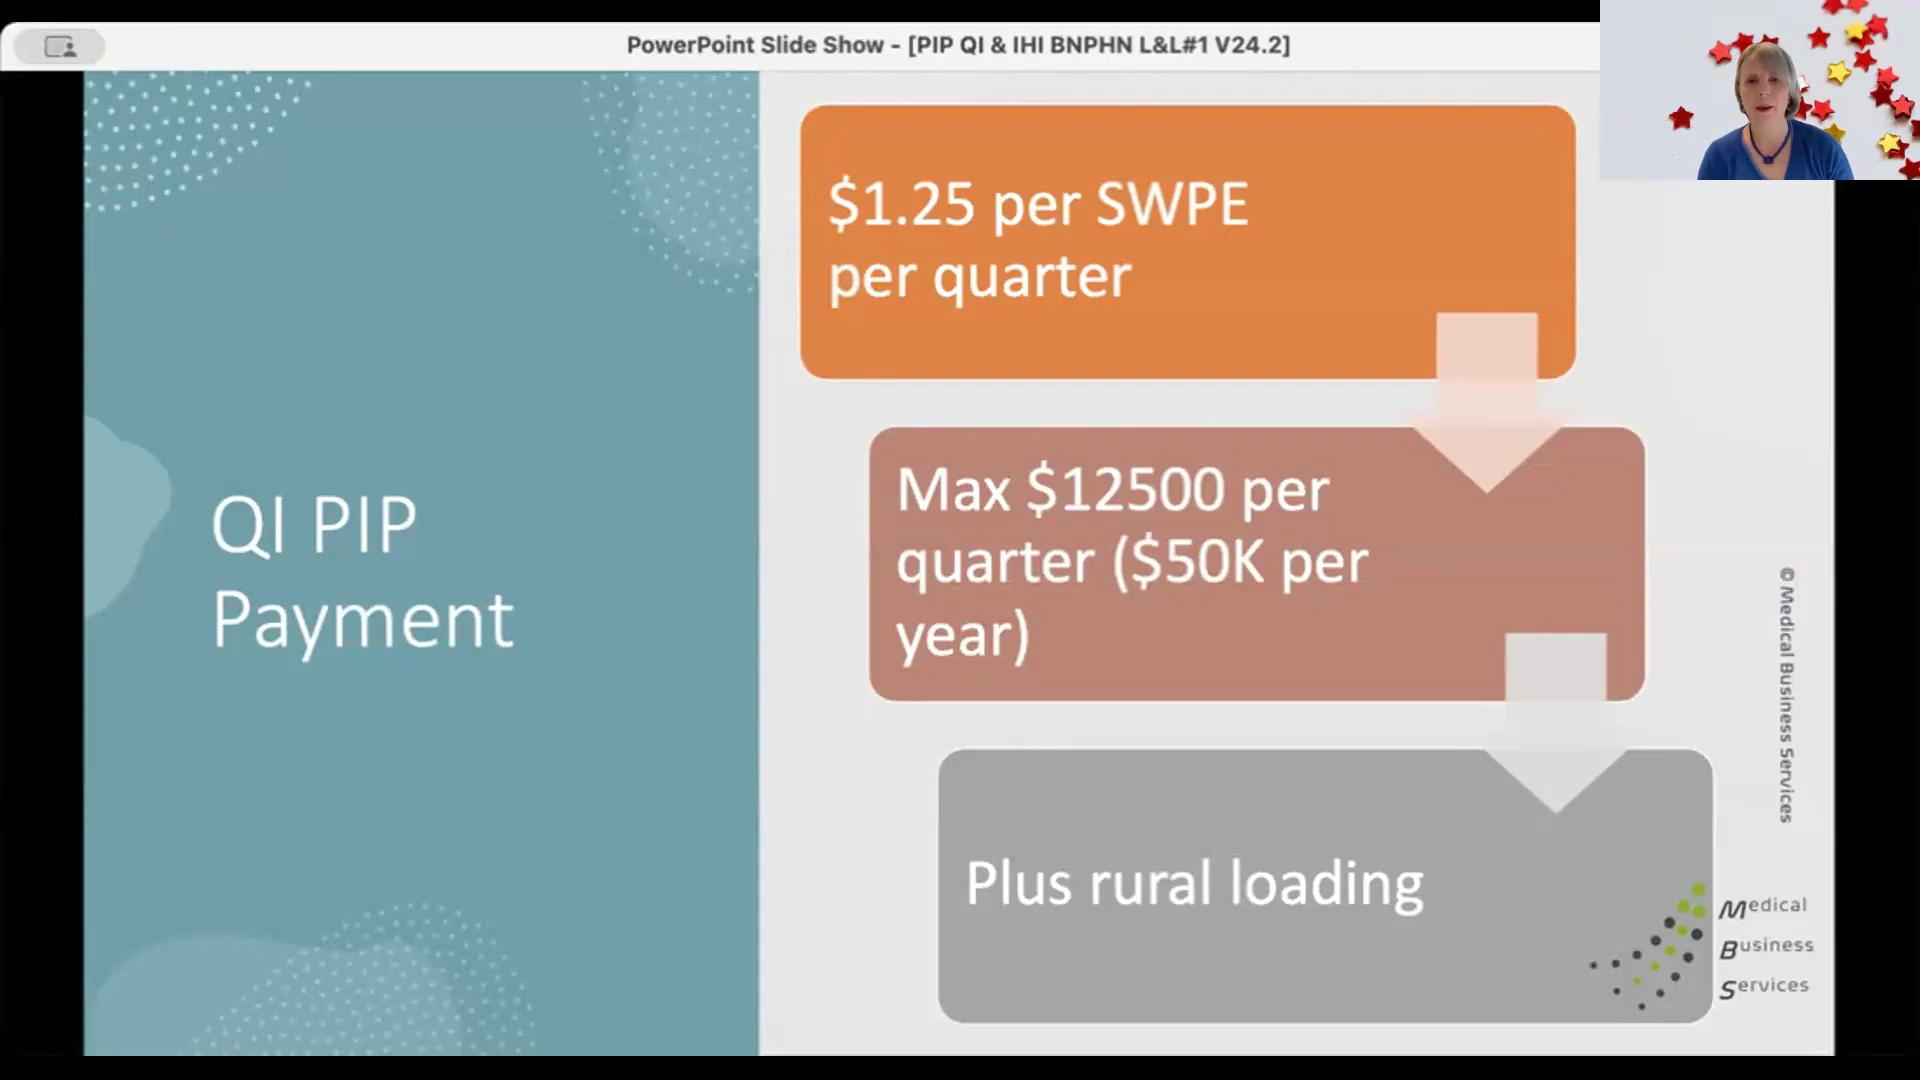 PowerPoint Slide Show - [PIP QI & IHI BNPHN L&L#1 V24.2]
QI PIP
Payment
$1.25 per SWPE
per quarter
Max $12500 per
quarter ($50K per
year)
Plus rural loading
© Medical Business Services
Medical
Business
Services